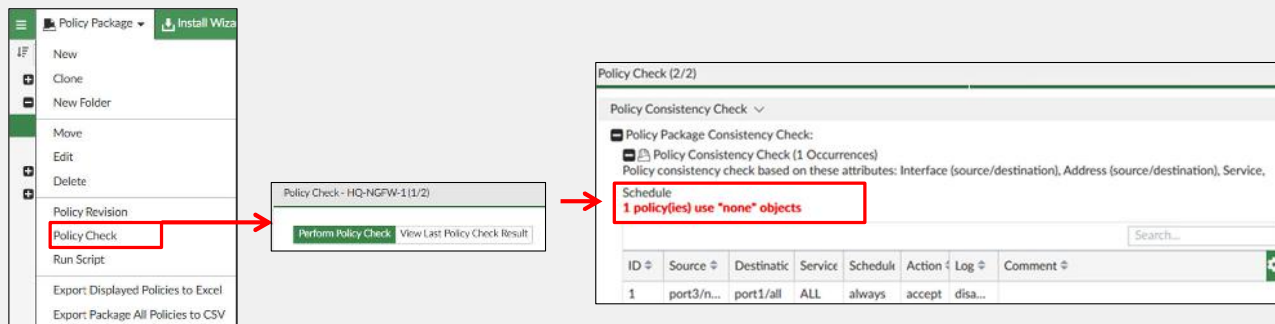 Policy Package
Install Wiza
New
Clone
New Folder
Move
Edit
Delete
Policy Revision
Policy Check
Run Script
Export Displayed Policies to Excel
Export Package All Policies to CSV
Policy Check - HQ-NGFW-1 (1/2)
Perform Policy Check View Last Policy Check Result
Policy Check (2/2)
Policy Consistency Check
Policy Package Consistency Check:
Policy Consistency Check (1 Occurrences)
Policy consistency check based on these attributes: Interface (source/destination), Address (source/destination), Service,
Schedule
1 policy(ies) use "none" objects
Search...
ID Source Destinatic Service Schedule Action Log Comment
1 port3/n... port1/all ALL always accept disa...